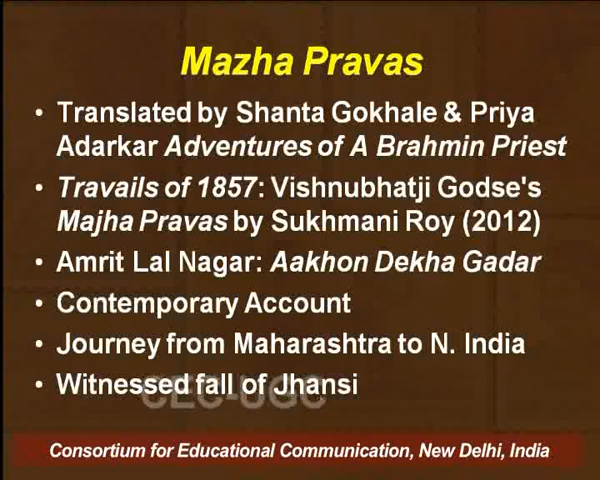 Mazha Pravas
• Translated by Shanta Gokhale & Priya
Adarkar Adventures of A Brahmin Priest
• Travails of 1857: Vishnubhatji Godse's
Majha Pravas by Sukhmani Roy (2012)
• Amrit Lal Nagar: Aakhon Dekha Gadar
• Contemporary Account
• Journey from Maharashtra to N. India
• Witnessed fall of Jhansi
CEC-UGC
Consortium for Educational Communication, New Delhi, India